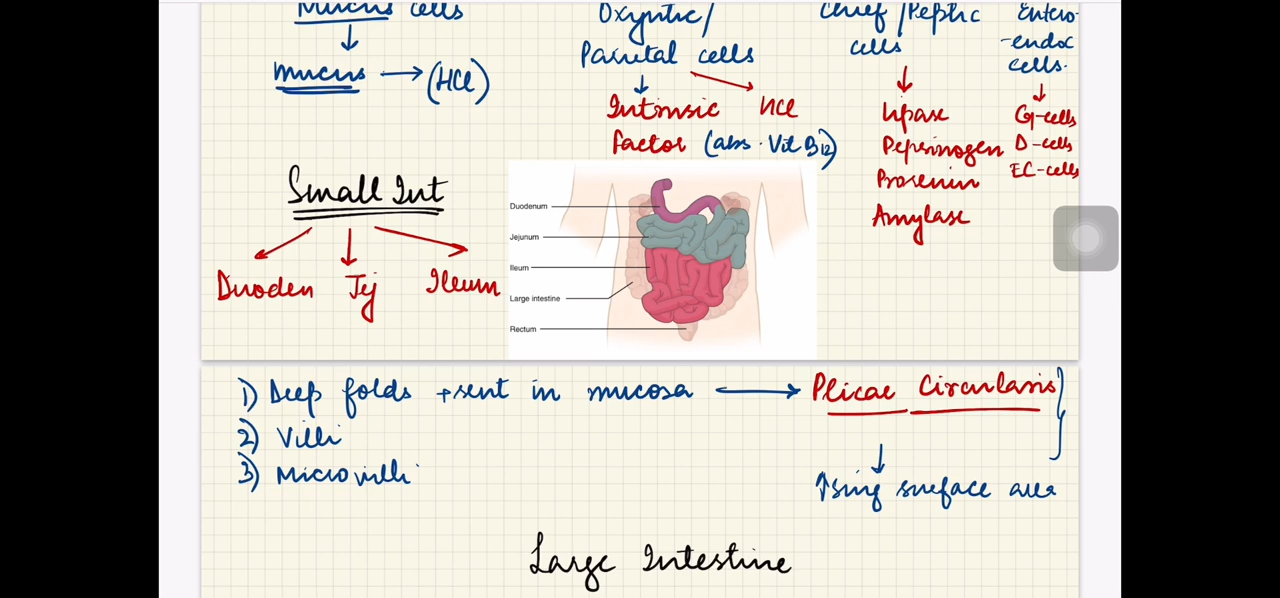 Mucus cells
↓
mucus → (HCl)
Oxyntic/
Parietal cells
Intrinsic HCl
Factor (abs. Vit B12)
Chief/Peptic
cells
Lipase
Pepsinogen
Prorenin
Amylase
Entero-
-endoc
cells.
G-cells
D-cells
EC-cells
Small Int
Duoden Jej Ileum
Duodenum
Jejunum
Ileum
Large intestine
Rectum
1) Deep folds +sent in mucosa ↔ Plicae Circularis
2) Villi
3) Microvilli
↑sing surface area
Large Intestine